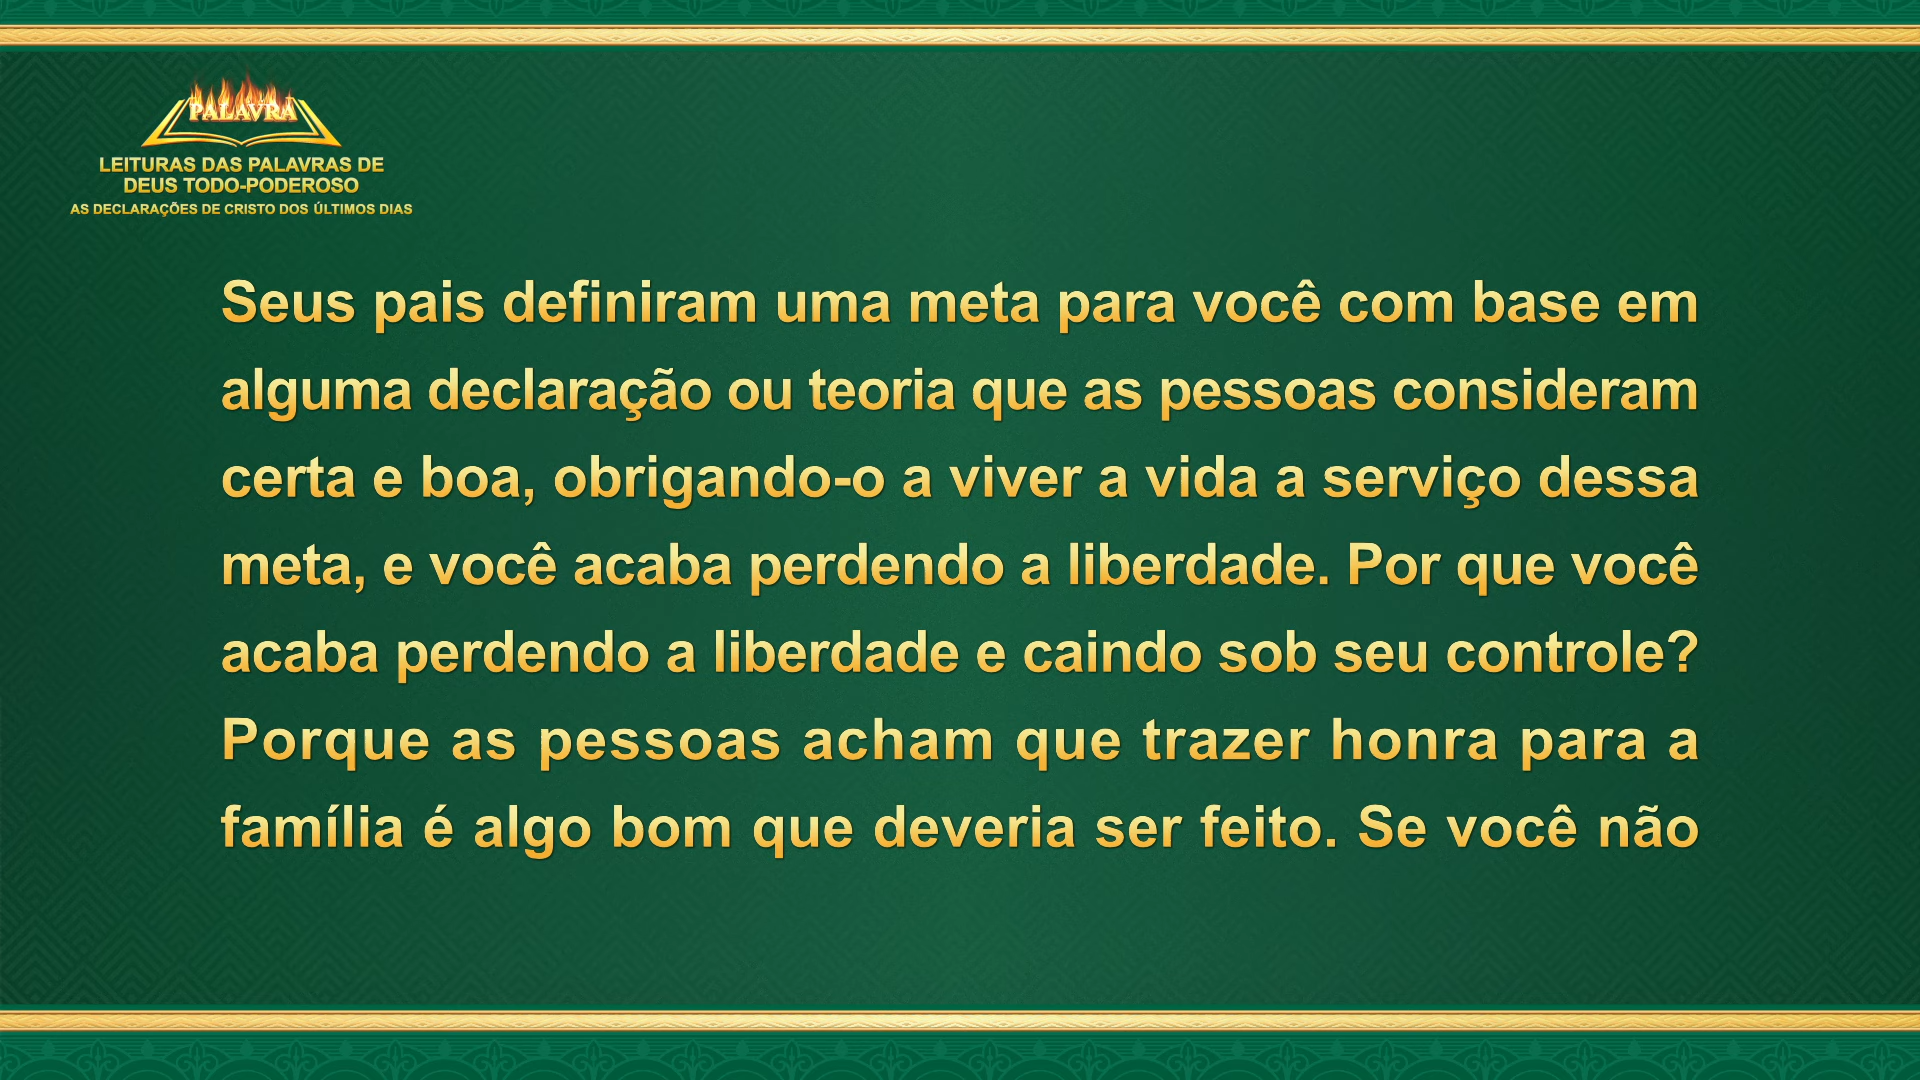 PALAVRA
LEITURAS DAS PALAVRAS DE
DEUS TODO-PODEROSO
AS DECLARAÇÕES DE CRISTO DOS ÚLTIMOS DIAS
Seus pais definiram uma meta para você com base em
alguma declaração ou teoria que as pessoas consideram
certa e boa, obrigando-o a viver a vida a serviço dessa
meta, e você acaba perdendo a liberdade. Por que você
acaba perdendo a liberdade e caindo sob seu controle?
Porque as pessoas acham que trazer honra para a
família é algo bom que deveria ser feito. Se você não